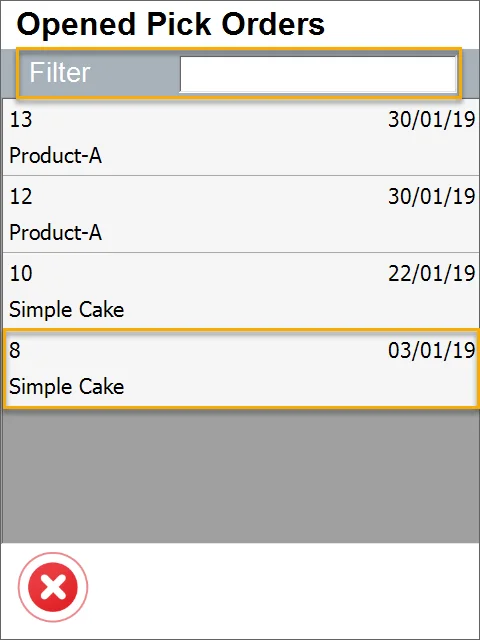 Opened Pick Orders
Filter
13 30/01/19
Product-A
12 30/01/19
Product-A
10 22/01/19
Simple Cake
8 03/01/19
Simple Cake